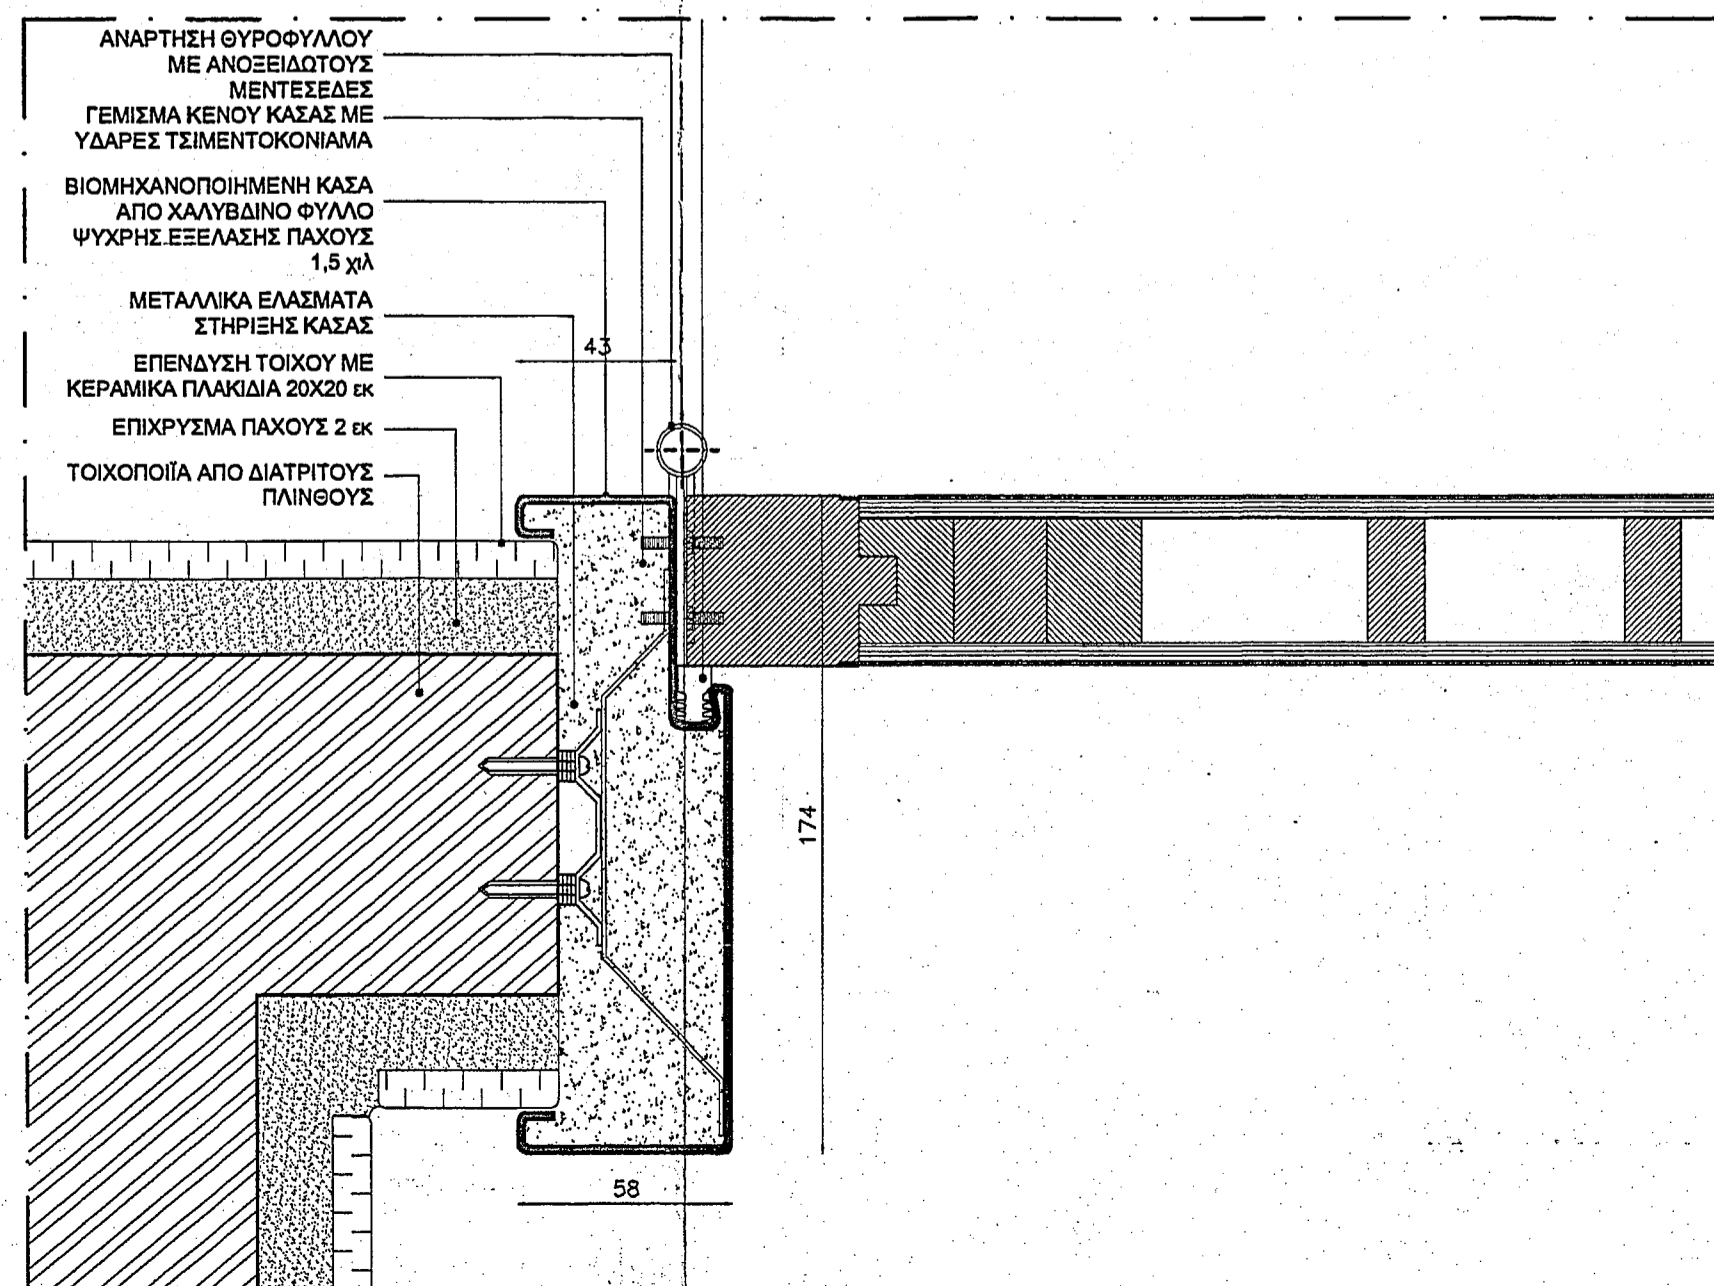 ΑΝΑΡΤΗΣΗ ΘΥΡΟΦΥΛΛΟΥ
ΜΕ ΑΝΟΞΕΙΔΩΤΟΥΣ
ΜΕΝΤΕΣΕΔΕΣ
ΓΕΜΙΣΜΑ ΚΕΝΟΥ ΚΑΣΑΣ ΜΕ
ΥΔΑΡΕΣ ΤΣΙΜΕΝΤΟΚΟΝΙΑΜΑ
ΒΙΟΜΗΧΑΝΟΠΟΙΗΜΕΝΗ ΚΑΣΑ
ΑΠΟ ΧΑΛΥΒΔΙΝΟ ΦΥΛΛΟ
ΨΥΧΡΗΣ ΕΞΕΛΑΣΗΣ ΠΑΧΟΥΣ
1,5 χιλ
ΜΕΤΑΛΛΙΚΑ ΕΛΑΣΜΑΤΑ
ΣΤΗΡΙΞΗΣ ΚΑΣΑΣ
ΕΠΕΝΔΥΣΗ ΤΟΙΧΟΥ ΜΕ
ΚΕΡΑΜΙΚΑ ΠΛΑΚΙΔΙΑ 20Χ20 εκ
ΕΠΙΧΡΥΣΜΑ ΠΑΧΟΥΣ 2 εκ
ΤΟΙΧΟΠΟΙΪΑ ΑΠΟ ΔΙΑΤΡΙΤΟΥΣ
ΠΛΙΝΘΟΥΣ
43
174
58